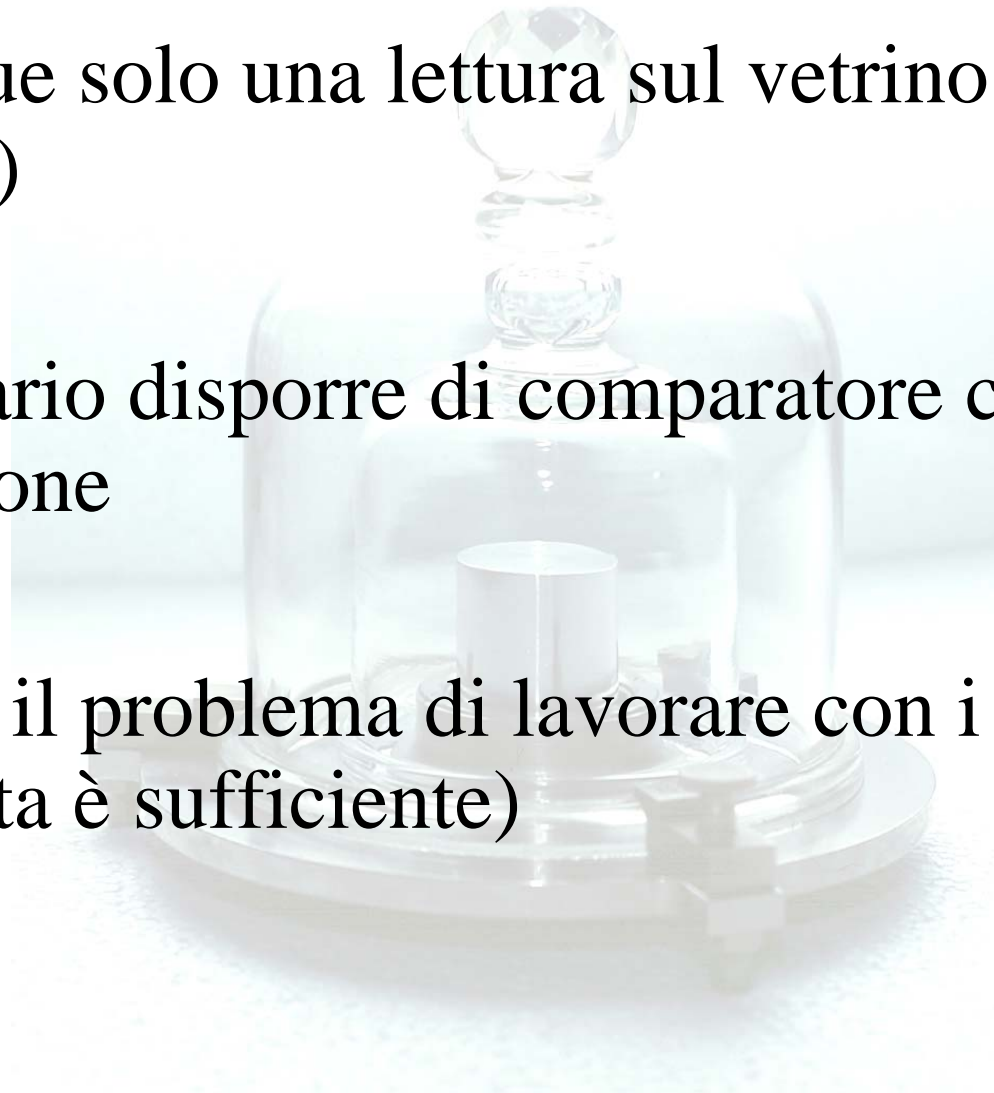 ue solo una lettura sul vetrino
)
ario disporre di comparatore c
one
il problema di lavorare con i
ta è sufficiente)